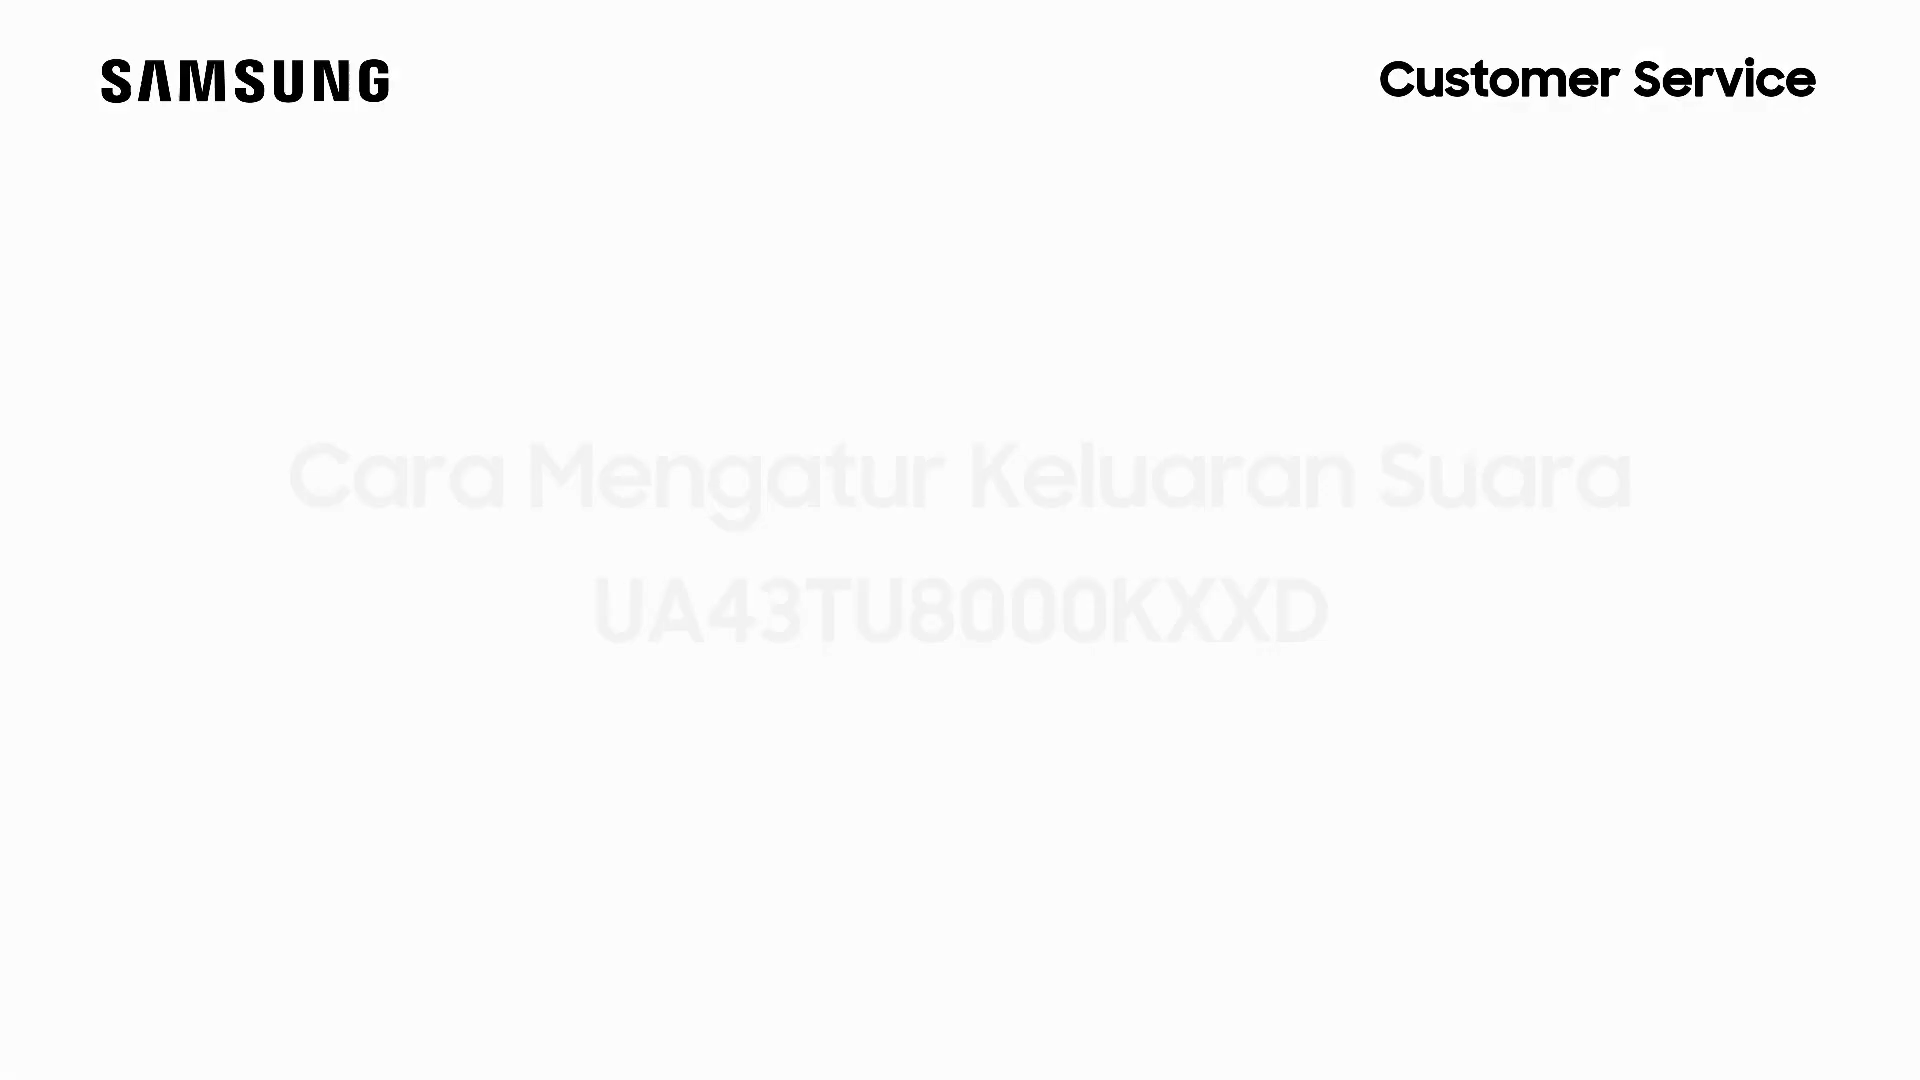 SAMSUNG
Customer Service
Cara Mengatur Keluaran Suara
UA43TU8000KXXD